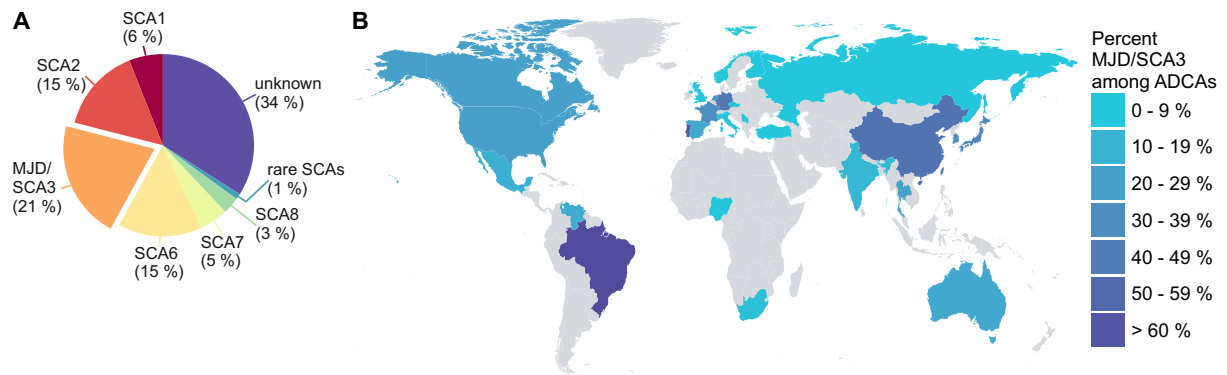 A
SCA1
(6 %)
SCA2
(15 %)
unknown
(34 %)
MJD/
SCA3
(21 %)
rare SCAs
(1 %)
SCA8
(3 %)
SCA7
(5 %)
SCA6
(15 %)
B
Percent
MJD/SCA3
among ADCAs
0 - 9 %
10 - 19 %
20 - 29 %
30 - 39 %
40 - 49 %
50 - 59 %
> 60 %